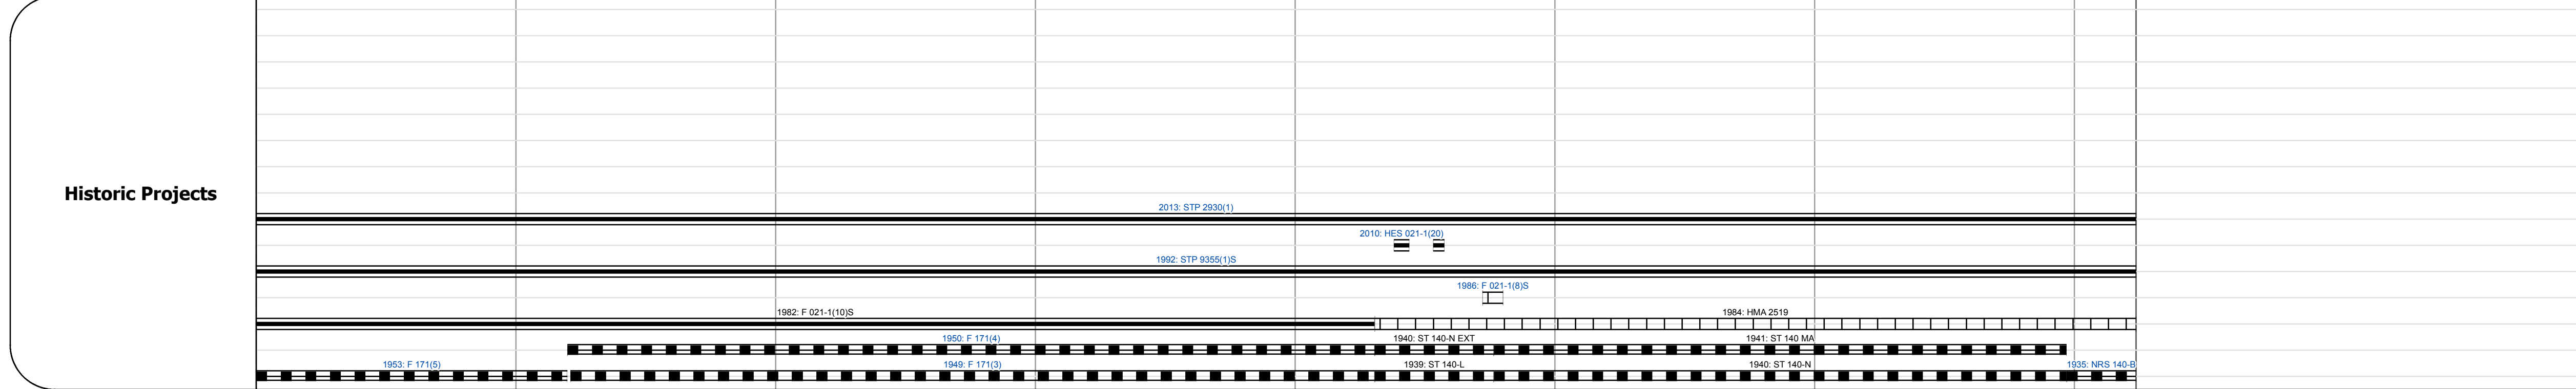 Historic Projects
2013: STP 2930(1)
2010: HES 021-1(20)
1992: STP 9355(1)S
1986: F 021-1(8)S
1982: F 021-1(10)S 1984: HMA 2519
1950: F 171(4) 1940: ST 140-N EXT 1941: ST 140 MA
1953: F 171(5) 1949: F 171(3) 1939: ST 140-L 1940: ST 140-N 1935: NRS 140-B